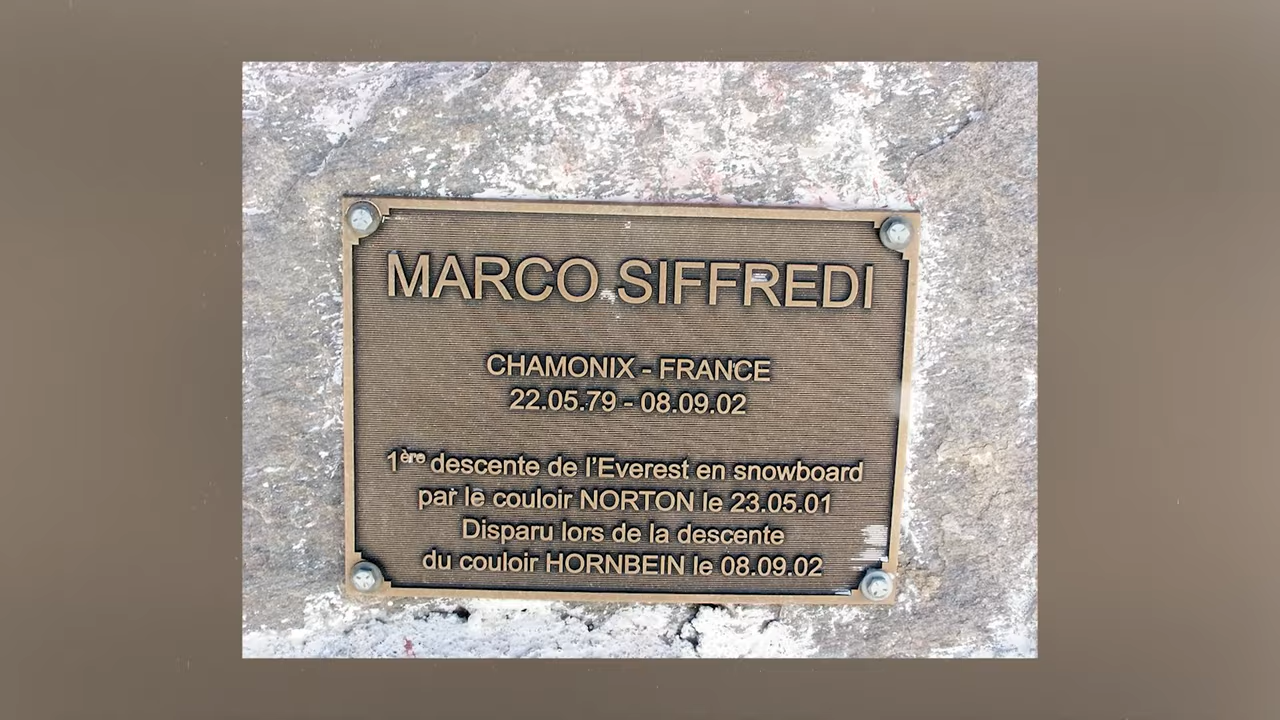 MARCO SIFFREDI
CHAMONIX - FRANCE
22.05.79 - 08.09.02
1ère descente de l'Everest en snowboard
par le couloir NORTON le 23.05.01
Disparu lors de la descente
du couloir HORNBEIN le 08.09.02